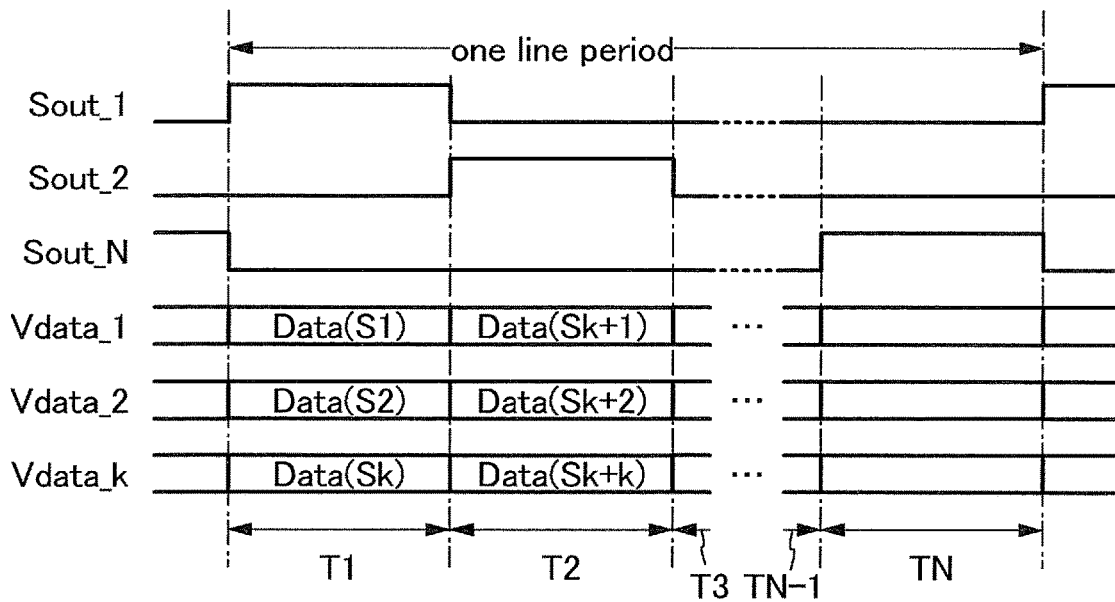 one line period
Sout_1
Sout_2
Sout_N
Vdata_1 Data(S1) Data(Sk+1) ...
Vdata_2 Data(S2) Data(Sk+2) ...
Vdata_k Data(Sk) Data(Sk+k) ...
T1 T2 T3 TN-1 TN